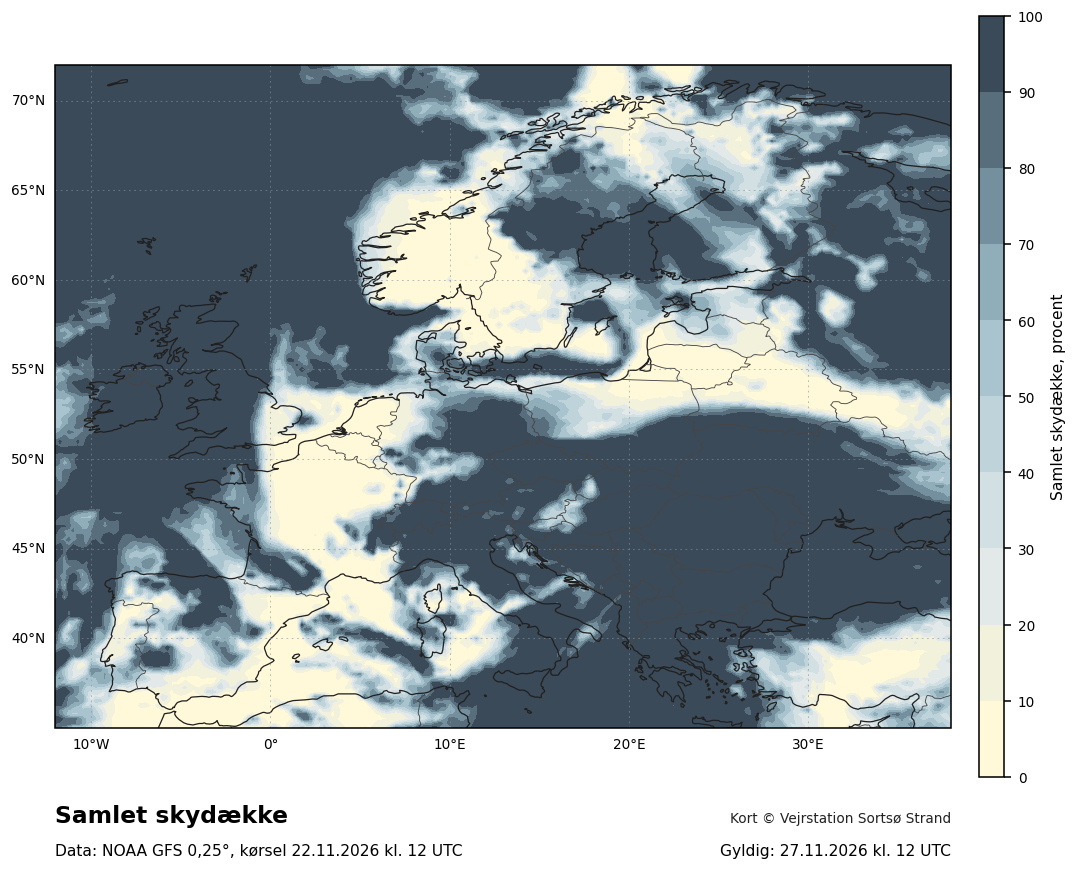 100
90
80
70
60
50
40
30
20
10
0
Samlet skydække, procent
70°N
65°N
60°N
55°N
50°N
45°N
40°N
10°W
0°
10°E
20°E
30°E
Samlet skydække
Kort © Vejrstation Sortsø Strand
Data: NOAA GFS 0,25°, kørsel 22.11.2026 kl. 12 UTC
Gyldig: 27.11.2026 kl. 12 UTC